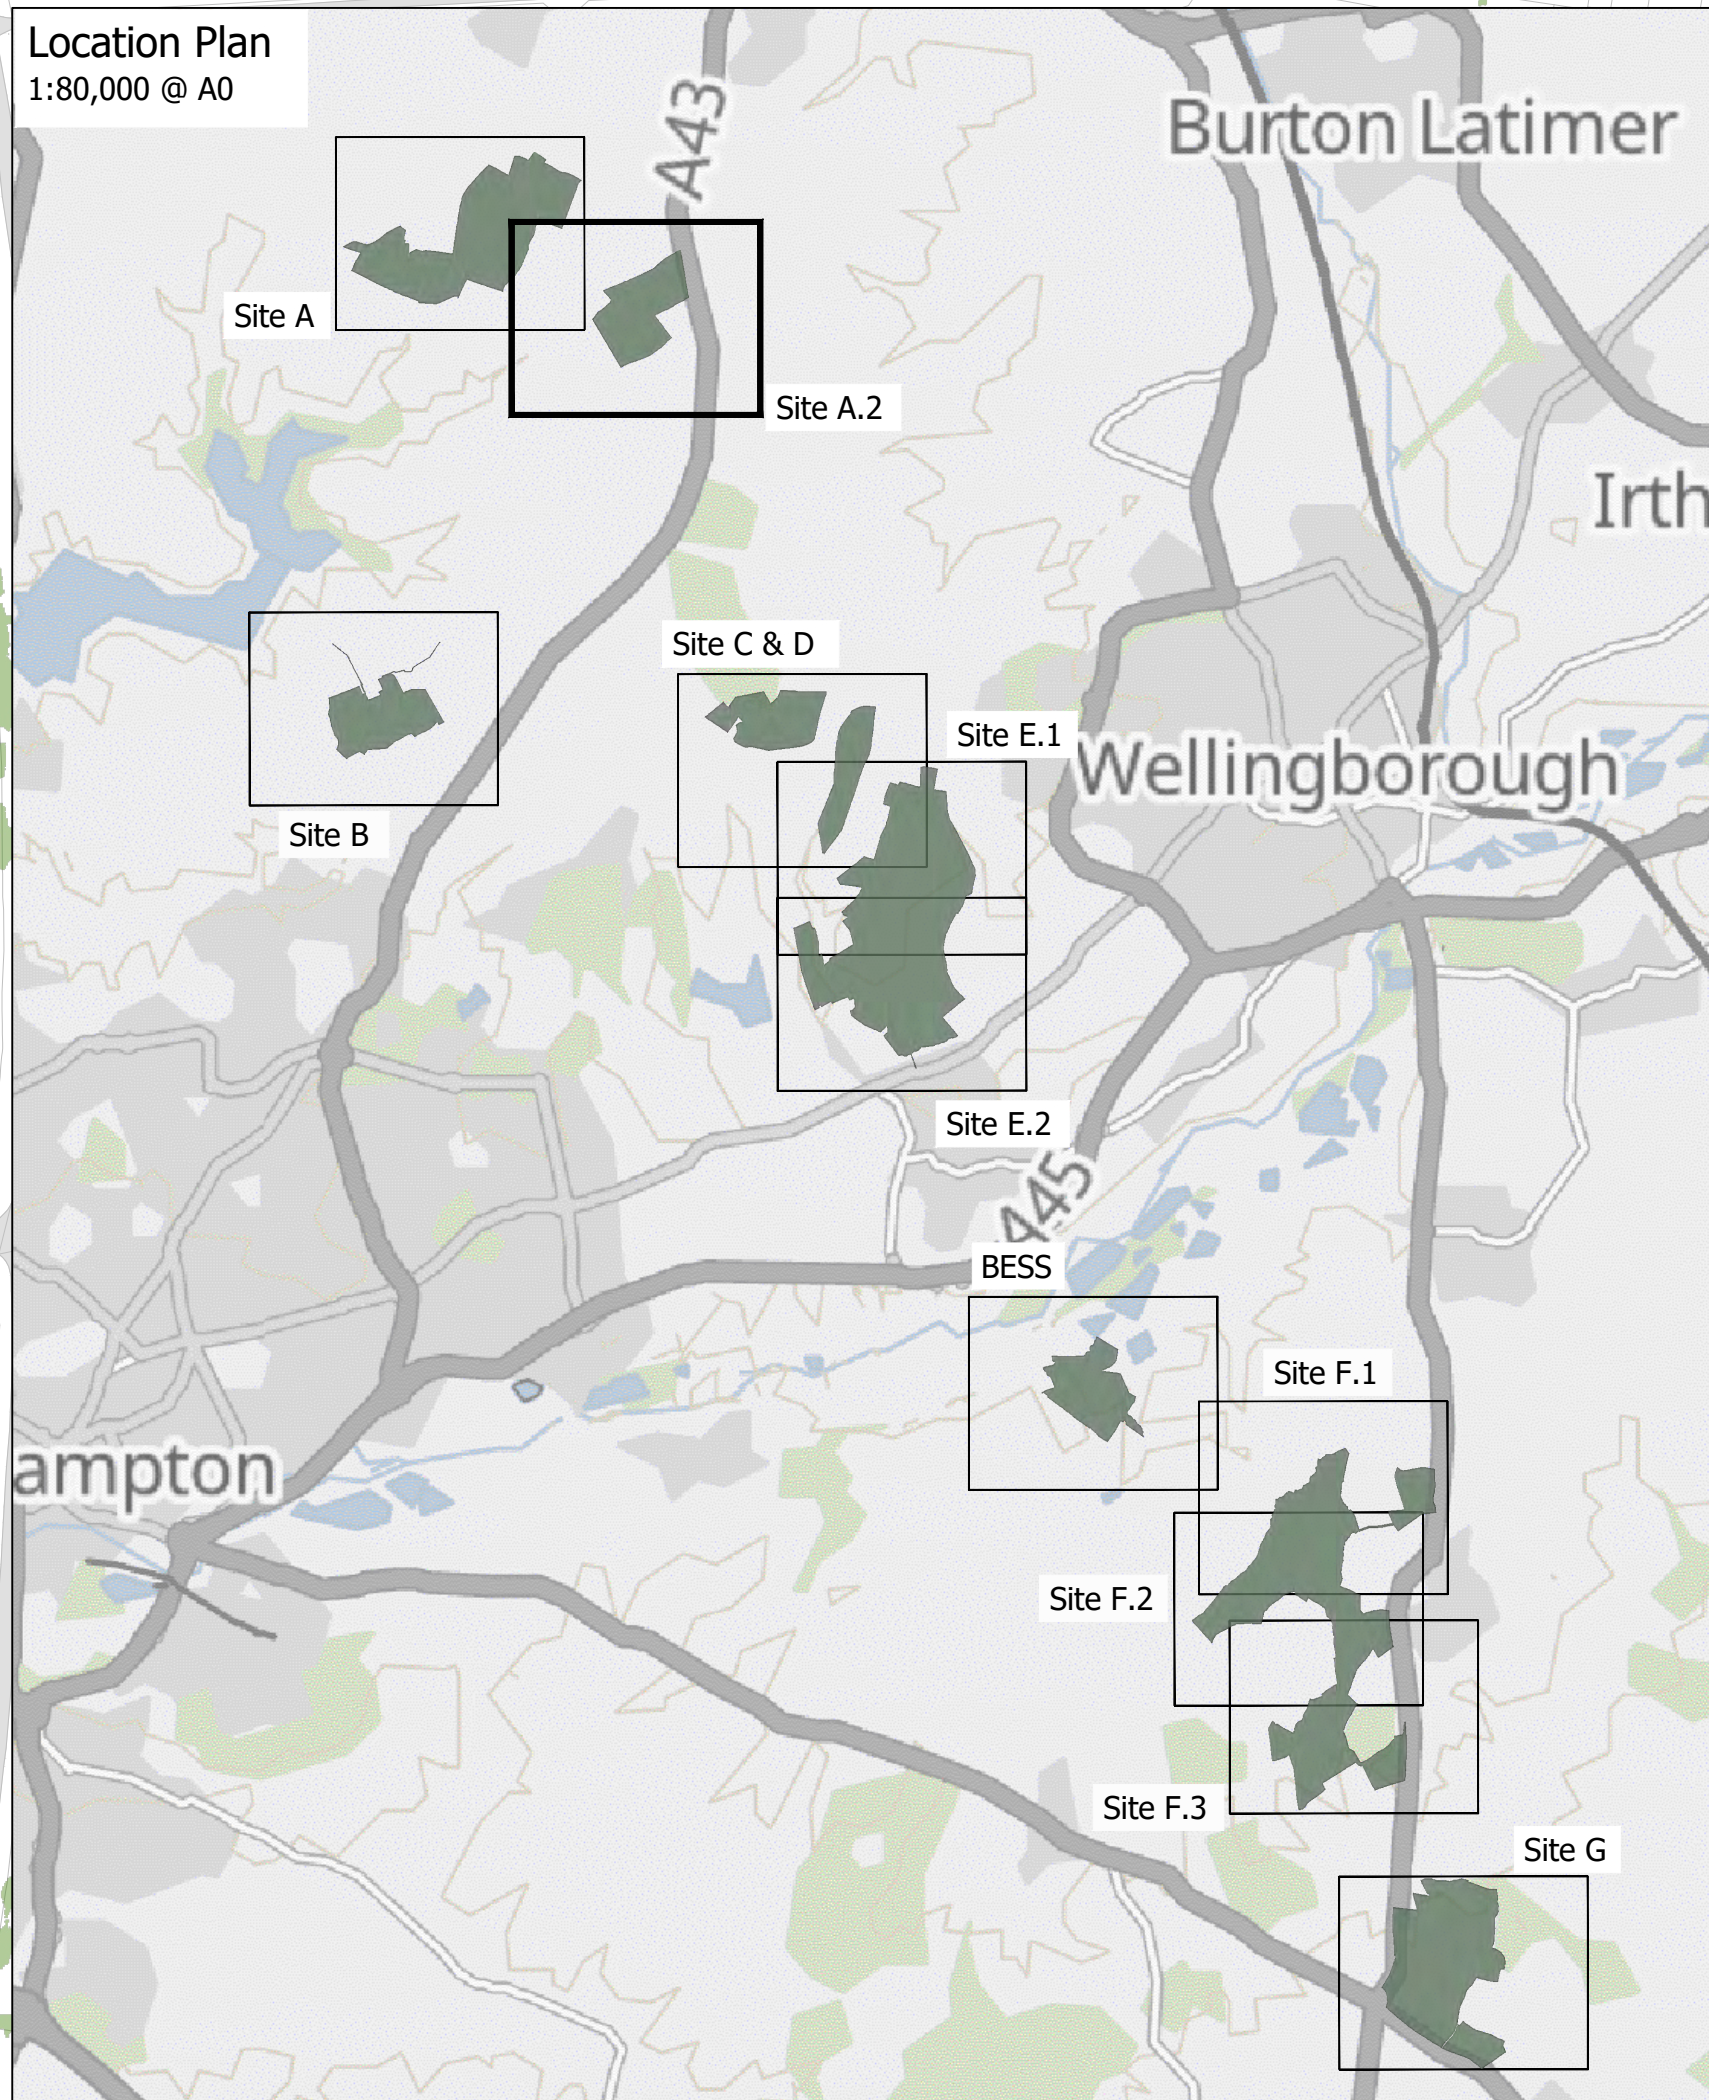 Location Plan
1:80,000 @ A0
A43
Burton Latimer
Site A
Site A.2
Irth
Site C & D
Site E.1
Wellingborough
Site B
Site E.2
A45
BESS
Site F.1
ampton
Site F.2
Site F.3
Site G